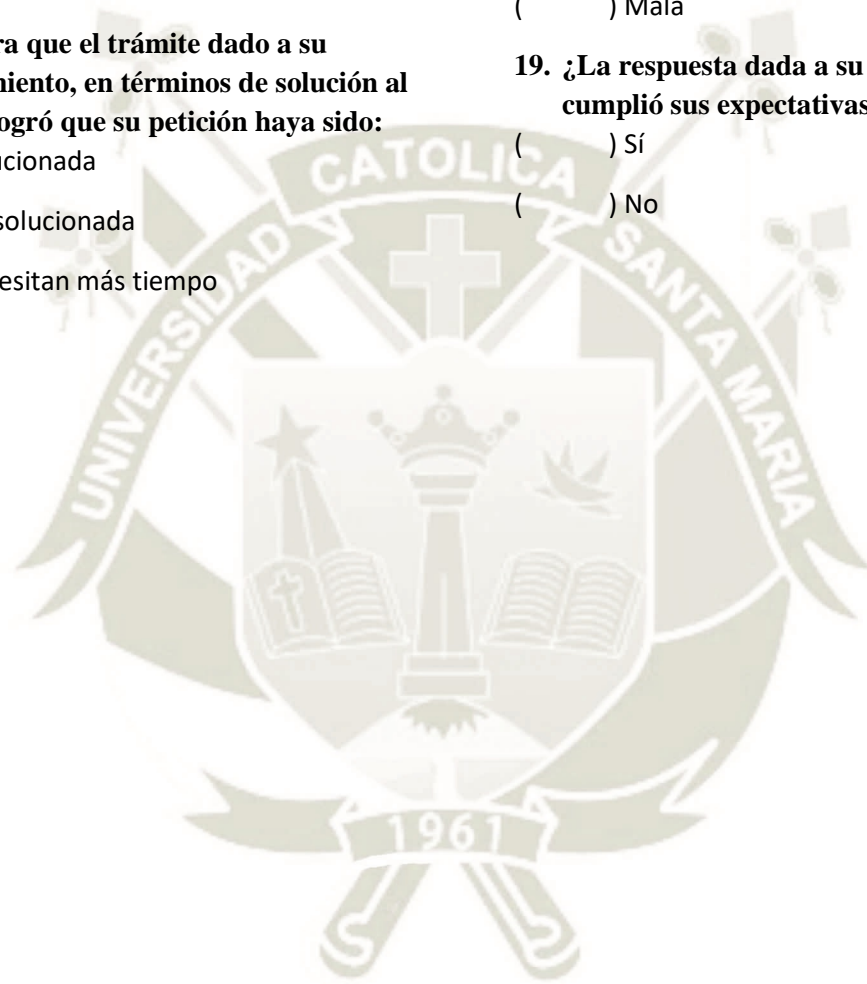 ra que el trámite dado a su
miento, en términos de solución al
ogró que su petición haya sido:
ucionada
solucionada
esitan más tiempo
( ) Mala
19. ¿La respuesta dada a su
cumplió sus expectativas
( ) Sí
( ) No
UNIVERSIDAD CATOLICA SANTA MARIA
1961